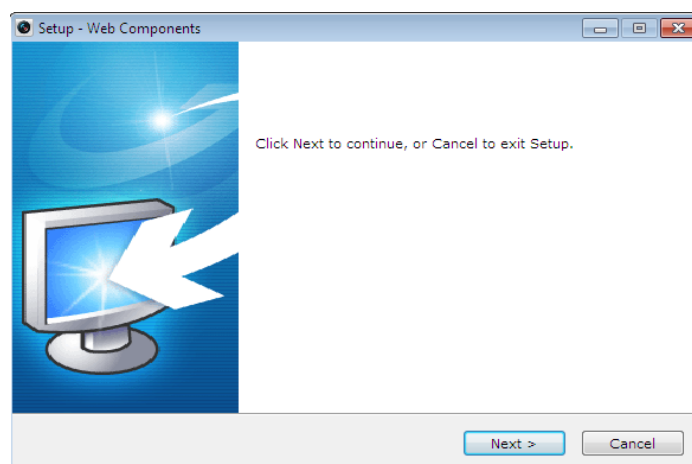 Setup - Web Components
Click Next to continue, or Cancel to exit Setup.
Next >
Cancel